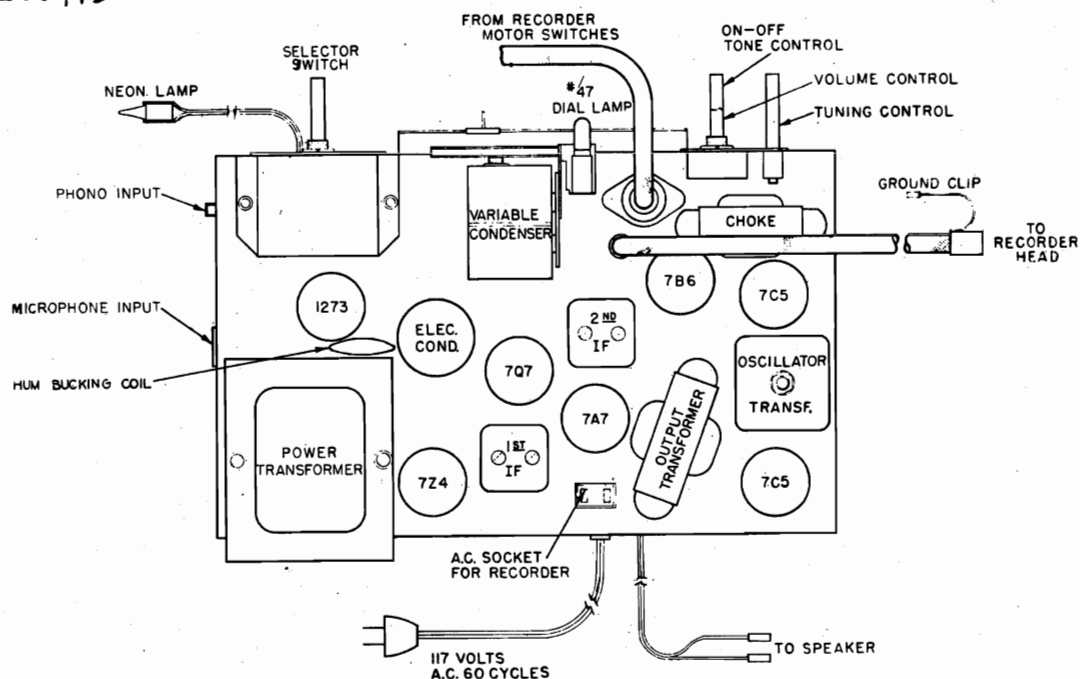 FROM RECORDER
MOTOR SWITCHES
ON-OFF
TONE CONTROL
SELECTOR
SWITCH
VOLUME CONTROL
NEON. LAMP
#47
DIAL LAMP
TUNING CONTROL
PHONO INPUT
GROUND CLIP
VARIABLE
CONDENSER
CHOKE
TO
RECORDER
HEAD
7B6
7C5
1273
MICROPHONE INPUT
ELEC.
COND.
2ND
IF
7Q7
OSCILLATOR
TRANSF.
HUM BUCKING COIL
7A7
OUTPUT
TRANSFORMER
1ST
IF
POWER
TRANSFORMER
7Z4
7C5
A.C. SOCKET
FOR RECORDER
117 VOLTS
A.C. 60 CYCLES
TO SPEAKER